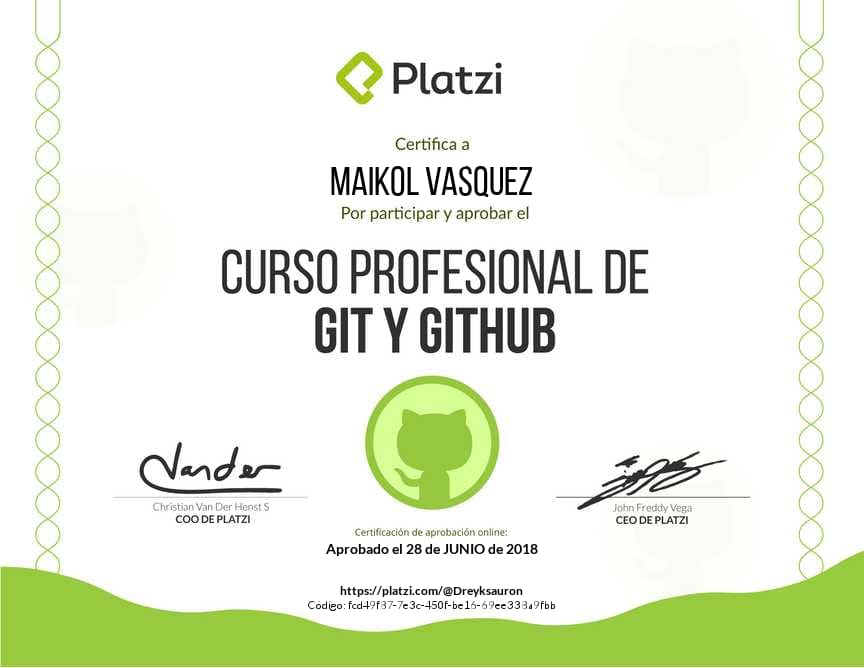 Platzi
Certifica a
MAIKOL VASQUEZ
Por participar y aprobar el
CURSO PROFESIONAL DE
GIT Y GITHUB
Vander
Christian Van Der Henst S
COO DE PLATZI
John Freddy Vega
CEO DE PLATZI
Certificación de aprobación online:
Aprobado el 28 de JUNIO de 2018
https://platzi.com/@Dreyksauron
Código: fcd49f37-7e3c-450f-be16-69ee338a9fbb